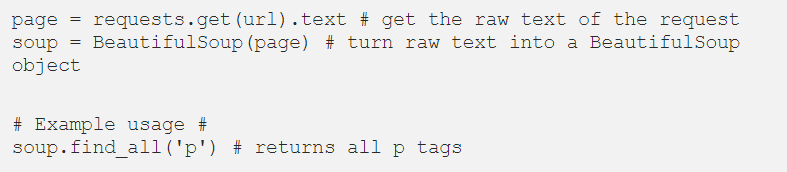 page = requests.get(url).text # get the raw text of the request
soup = BeautifulSoup(page) # turn raw text into a BeautifulSoup
object
# Example usage #
soup.find_all('p') # returns all p tags